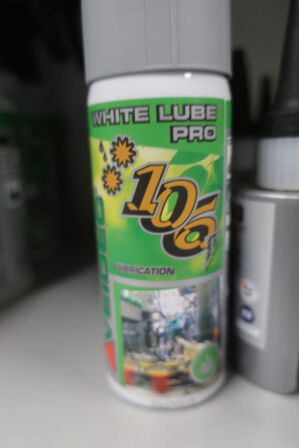 WHITE LUBE
PRO
106
LUBRICATION